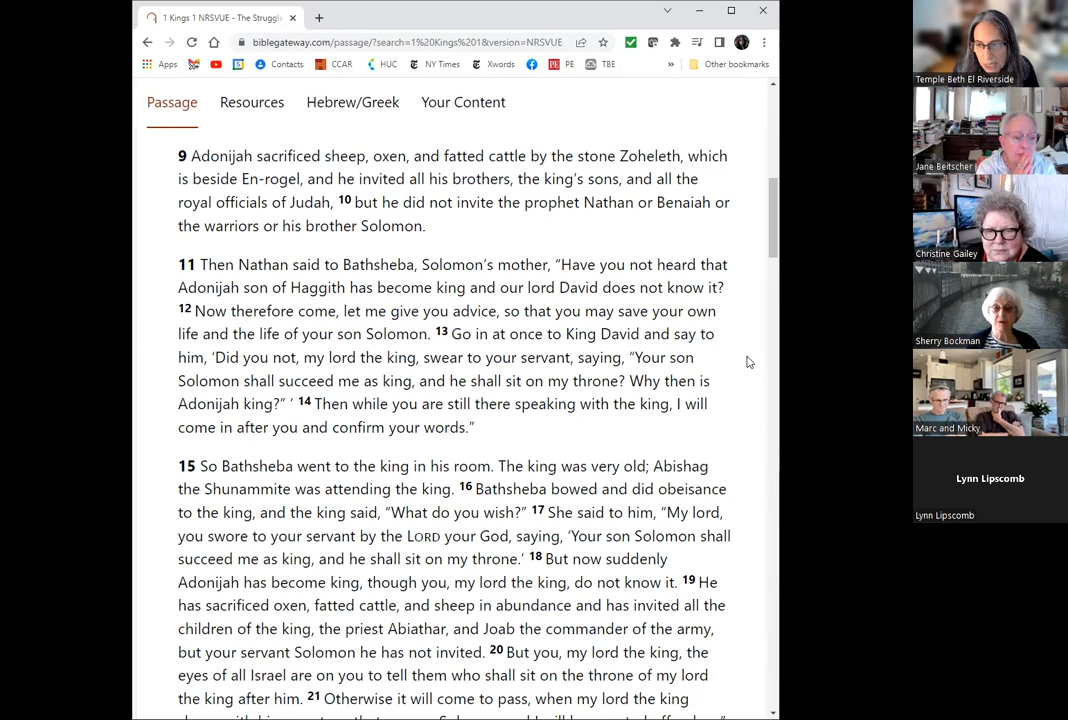 1 Kings 1 NRSVUE - The Struggl
biblegateway.com/passage/?search=1%20Kings%201&version=NRSVUE
Apps
Contacts
CCAR
HUC
NY Times
Xwords
PE PE
TBE
»
Other bookmarks
Passage Resources Hebrew/Greek Your Content
9 Adonijah sacrificed sheep, oxen, and fatted cattle by the stone Zoheleth, which
is beside En-rogel, and he invited all his brothers, the king’s sons, and all the
royal officials of Judah, 10 but he did not invite the prophet Nathan or Benaiah or
the warriors or his brother Solomon.
11 Then Nathan said to Bathsheba, Solomon’s mother, “Have you not heard that
Adonijah son of Haggith has become king and our lord David does not know it?
12 Now therefore come, let me give you advice, so that you may save your own
life and the life of your son Solomon. 13 Go in at once to King David and say to
him, ‘Did you not, my lord the king, swear to your servant, saying, “Your son
Solomon shall succeed me as king, and he shall sit on my throne? Why then is
Adonijah king?” ’ 14 Then while you are still there speaking with the king, I will
come in after you and confirm your words.”
15 So Bathsheba went to the king in his room. The king was very old; Abishag
the Shunammite was attending the king. 16 Bathsheba bowed and did obeisance
to the king, and the king said, “What do you wish?” 17 She said to him, “My lord,
you swore to your servant by the LORD your God, saying, ‘Your son Solomon shall
succeed me as king, and he shall sit on my throne.’ 18 But now suddenly
Adonijah has become king, though you, my lord the king, do not know it. 19 He
has sacrificed oxen, fatted cattle, and sheep in abundance and has invited all the
children of the king, the priest Abiathar, and Joab the commander of the army,
but your servant Solomon he has not invited. 20 But you, my lord the king, the
eyes of all Israel are on you to tell them who shall sit on the throne of my lord
the king after him. 21 Otherwise it will come to pass, when my lord the king
Temple Beth El Riverside
Jane Beitscher
Christine Gailey
Sherry Bockman
Marc and Micky
Lynn Lipscomb
Lynn Lipscomb